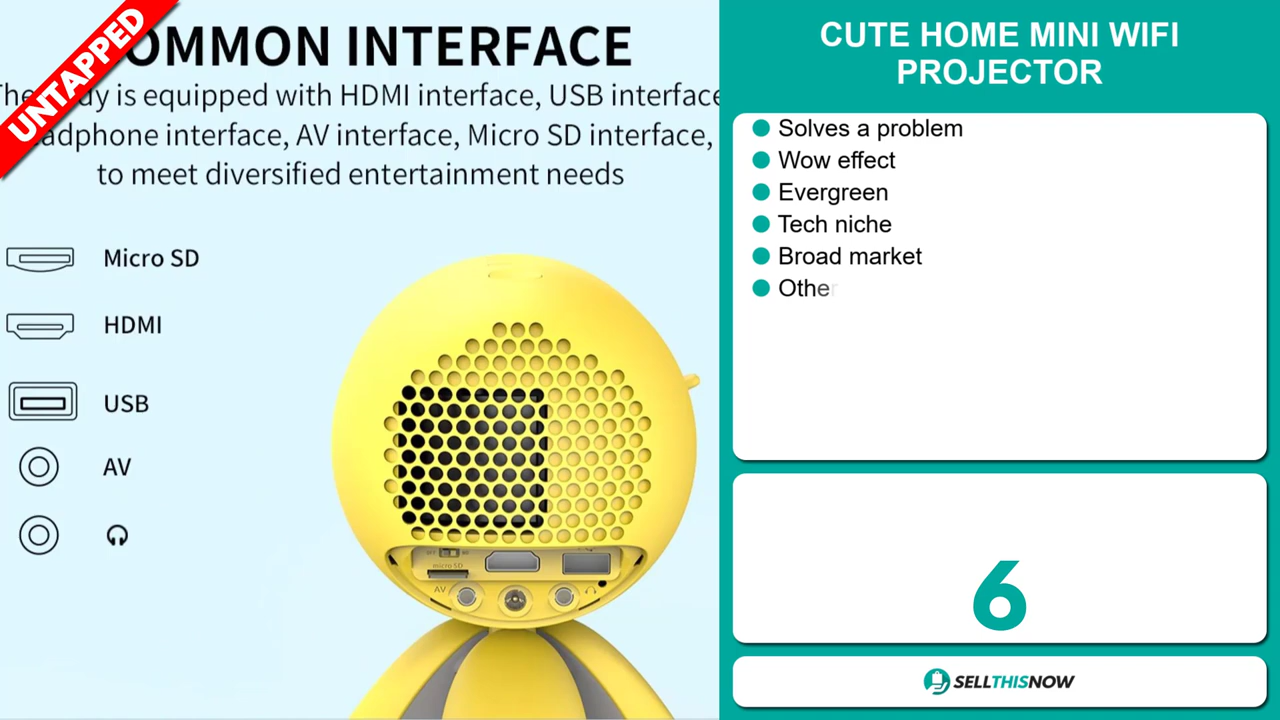 UNTAPPED
OMMON INTERFACE
dy is equipped with HDMI interface, USB interface
adphone interface, AV interface, Micro SD interface,
to meet diversified entertainment needs
Micro SD
HDMI
USB
AV
micro SD
AV
CUTE HOME MINI WIFI
PROJECTOR
Solves a problem
Wow effect
Evergreen
Tech niche
Broad market
Other
6
SELLTHISNOW